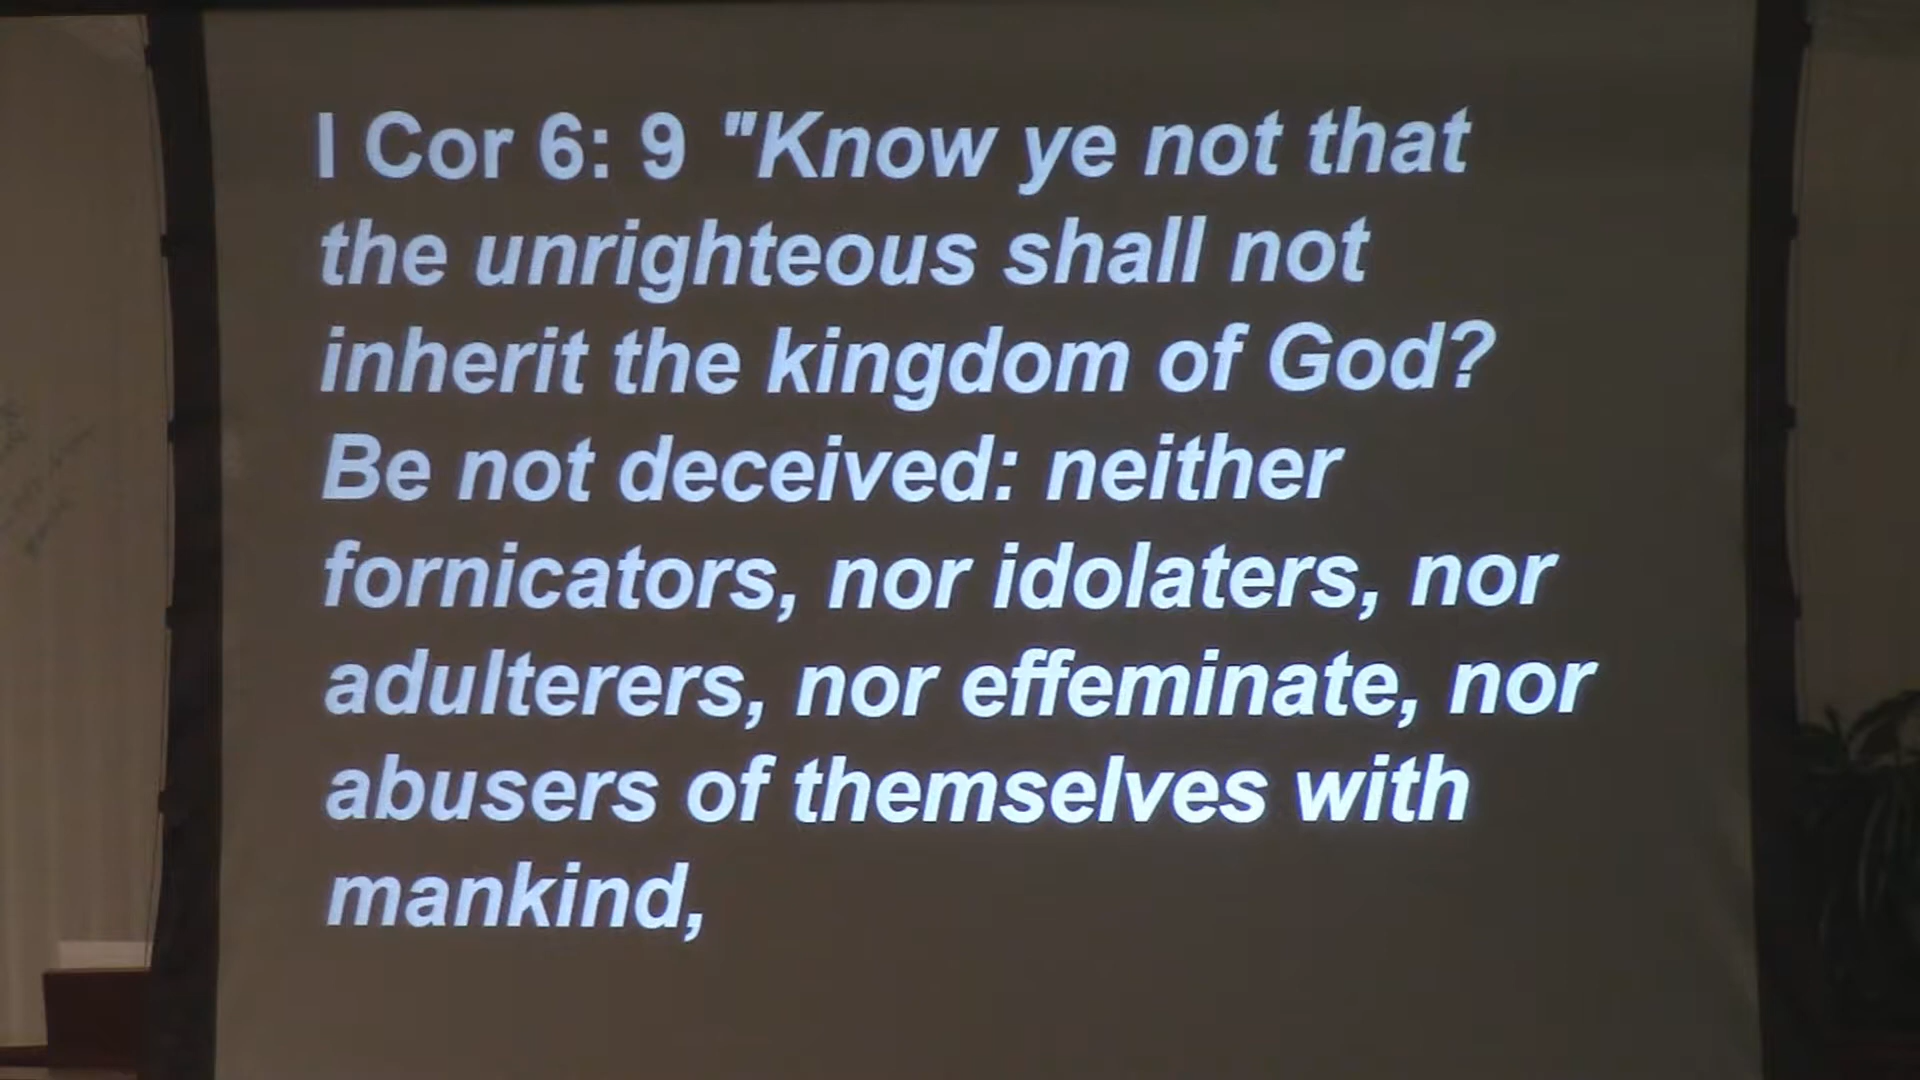 I Cor 6: 9 "Know ye not that
the unrighteous shall not
inherit the kingdom of God?
Be not deceived: neither
fornicators, nor idolaters, nor
adulterers, nor effeminate, nor
abusers of themselves with
mankind,